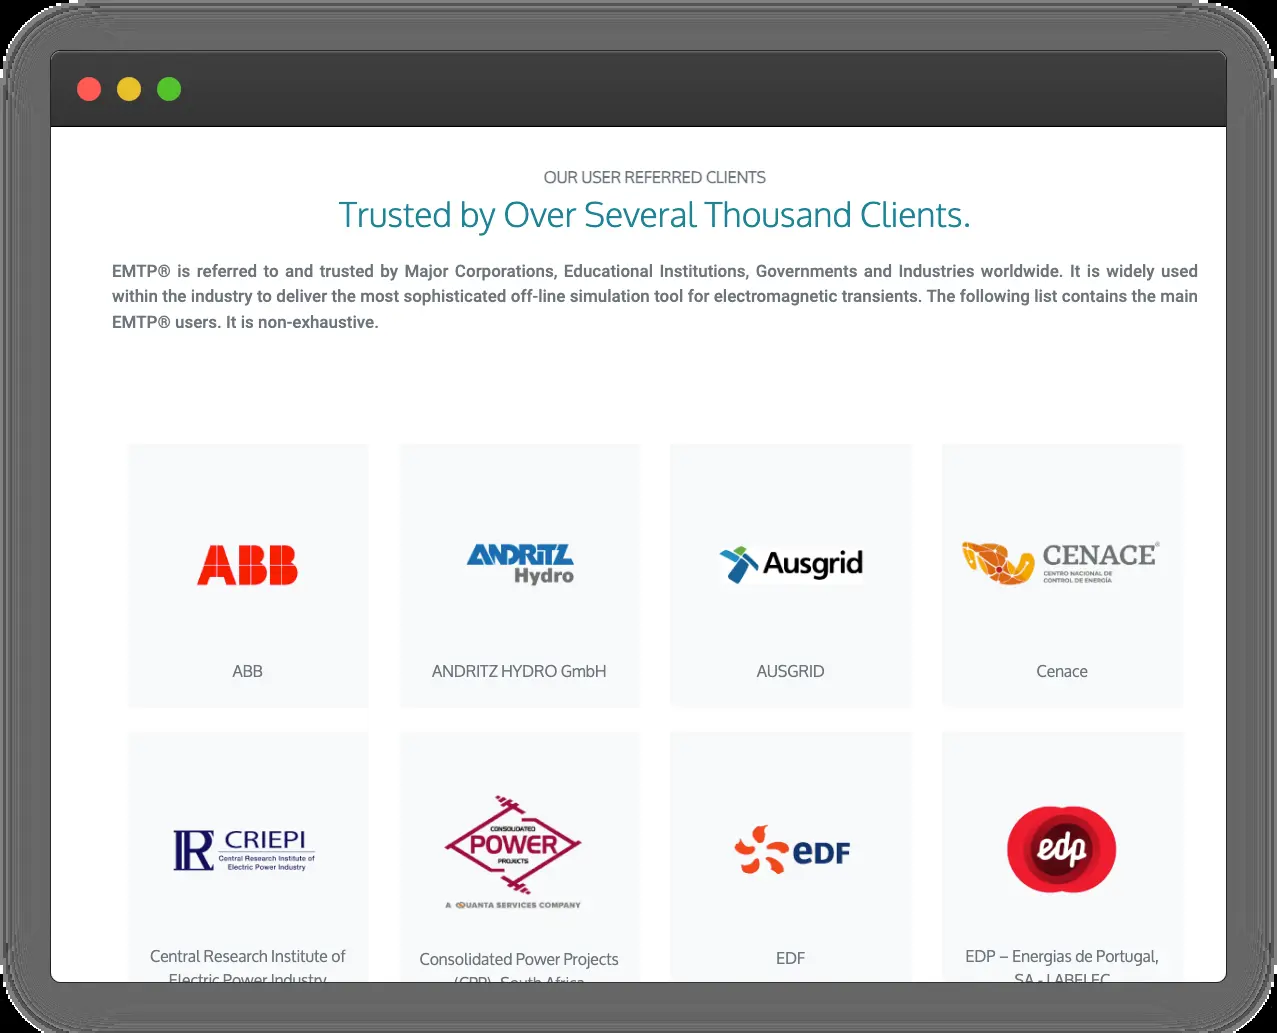 OUR USER REFERRED CLIENTS
Trusted by Over Several Thousand Clients.
EMTP® is referred to and trusted by Major Corporations, Educational Institutions, Governments and Industries worldwide. It is widely used
within the industry to deliver the most sophisticated off-line simulation tool for electromagnetic transients. The following list contains the main
EMTP® users. It is non-exhaustive.
ABB
ANDRITZ
Hydro
Ausgrid
CENACE®
CENTRO NACIONAL DE
CONTROL DE ENERGÍA
ABB
ANDRITZ HYDRO GmbH
AUSGRID
Cenace
CRIEPI
Central Research Institute of
Electric Power Industry
CONSOLIDATED
POWER
PROJECTS
A QUANTA SERVICES COMPANY
EDF
edp
Central Research Institute of
Electric Power Industry
Consolidated Power Projects
(CPP), South Africa
EDF
EDP – Energias de Portugal,
SA - LABELEC